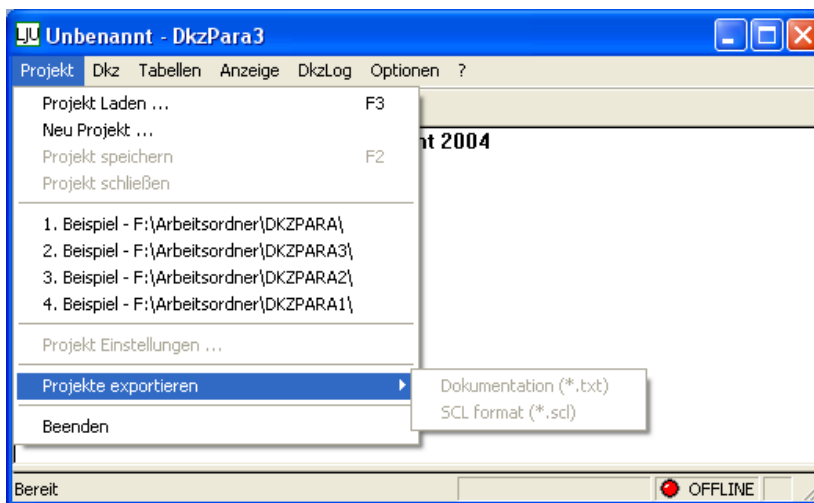 Unbenannt - DkzPara3
Projekt Dkz Tabellen Anzeige DkzLog Optionen ?
Projekt Laden ... F3
Neu Projekt ...
nt 2004
Projekt speichern F2
Projekt schließen
1. Beispiel - F:\Arbeitsordner\DKZPARA\
2. Beispiel - F:\Arbeitsordner\DKZPARA3\
3. Beispiel - F:\Arbeitsordner\DKZPARA2\
4. Beispiel - F:\Arbeitsordner\DKZPARA1\
Projekt Einstellungen ...
Projekte exportieren
Dokumentation (*.txt)
SCL format (*.scl)
Beenden
Bereit OFFLINE